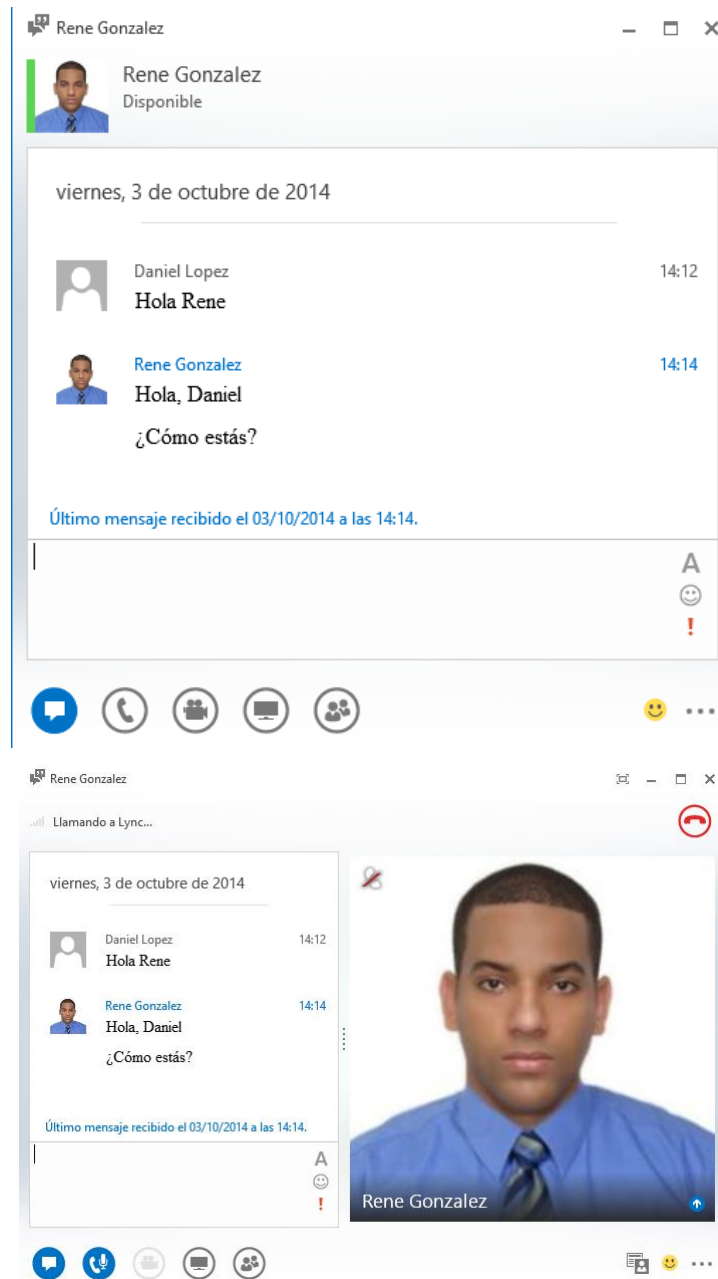 Rene Gonzalez
Rene Gonzalez
Disponible
viernes, 3 de octubre de 2014
Daniel Lopez 14:12
Hola Rene
Rene Gonzalez 14:14
Hola, Daniel
¿Cómo estás?
Último mensaje recibido el 03/10/2014 a las 14:14.
A
!
Rene Gonzalez
Llamando a Lync...
viernes, 3 de octubre de 2014
Daniel Lopez 14:12
Hola Rene
Rene Gonzalez 14:14
Hola, Daniel
¿Cómo estás?
Último mensaje recibido el 03/10/2014 a las 14:14.
A
!
Rene Gonzalez